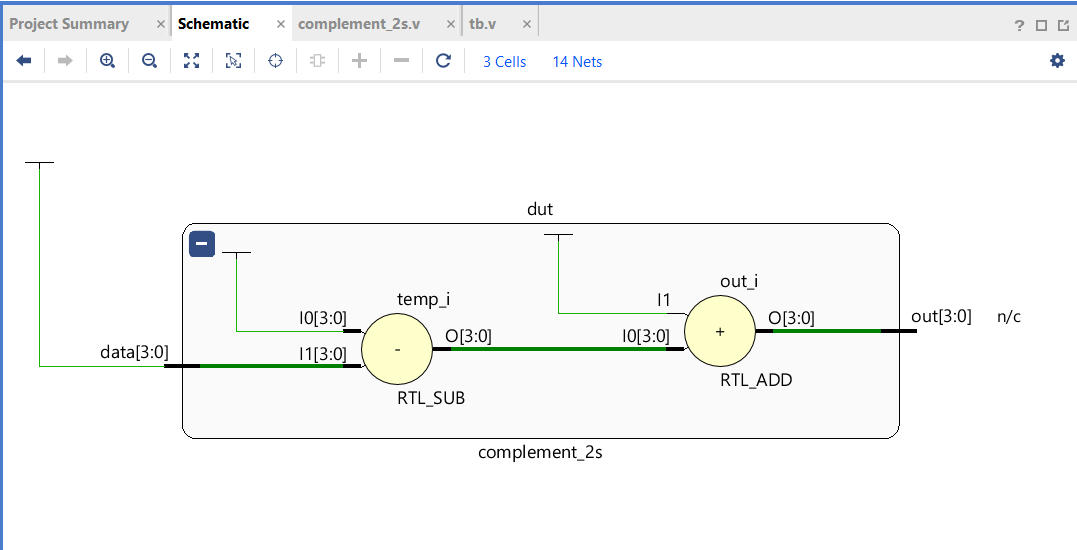 Project Summary × Schematic × complement_2s.v × tb.v ×
?
3 Cells 14 Nets
dut
temp_i
out_i
I0[3:0]
I1
O[3:0]
out[3:0] n/c
-
+
O[3:0]
I0[3:0]
data[3:0]
I1[3:0]
RTL_SUB
RTL_ADD
complement_2s